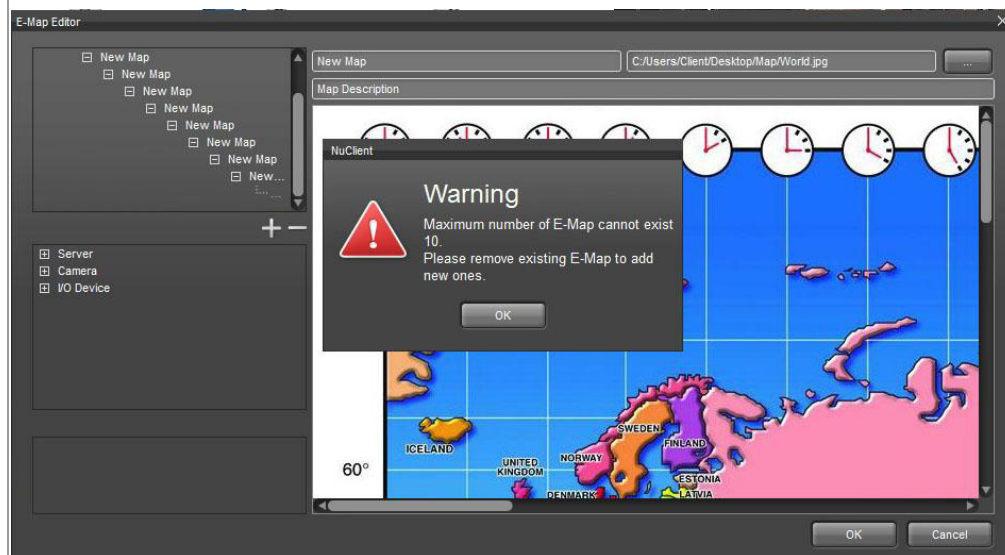 E-Map Editor
New Map
New Map
New Map
New Map
New Map
New Map
New Map
New...
New Map
C:/Users/Client/Desktop/Map/World.jpg
...
Map Description
NuClient
Warning
Maximum number of E-Map cannot exist
10.
Please remove existing E-Map to add
new ones.
OK
Server
Camera
I/O Device
ICELAND
SWEDEN
FINLAND
NORWAY
UNITED
KINGDOM
60°
ESTONIA
DENMARK
LATVIA
OK
Cancel